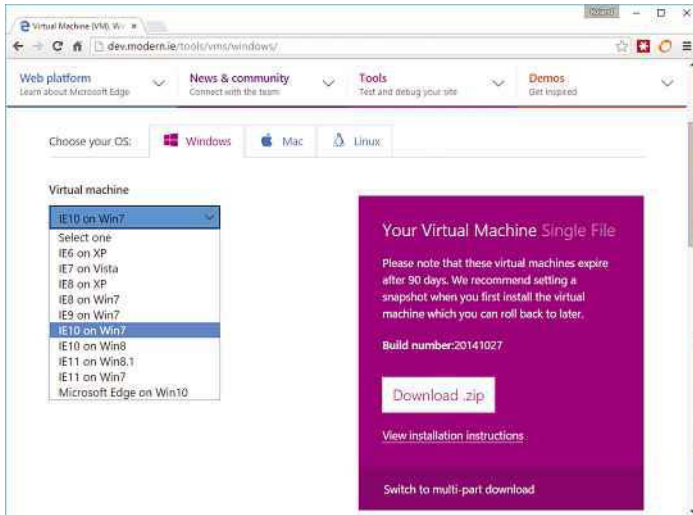 Virtual Machine (VM), Wi
dev.modern.ie/tools/vms/windows/
Web platform
Learn about Microsoft Edge
News & community
Connect with the team
Tools
Test and debug your site
Demos
Get inspired
Choose your OS:
Windows
Mac
Linux
Virtual machine
IE10 on Win7
Select one
IE6 on XP
IE7 on Vista
IE8 on XP
IE8 on Win7
IE9 on Win7
IE10 on Win7
IE10 on Win8
IE11 on Win8.1
IE11 on Win7
Microsoft Edge on Win10
Your Virtual Machine Single File
Please note that these virtual machines expire
after 90 days. We recommend setting a
snapshot when you first install the virtual
machine which you can roll back to later.
Build number:20141027
Download .zip
View installation instructions
Switch to multi-part download